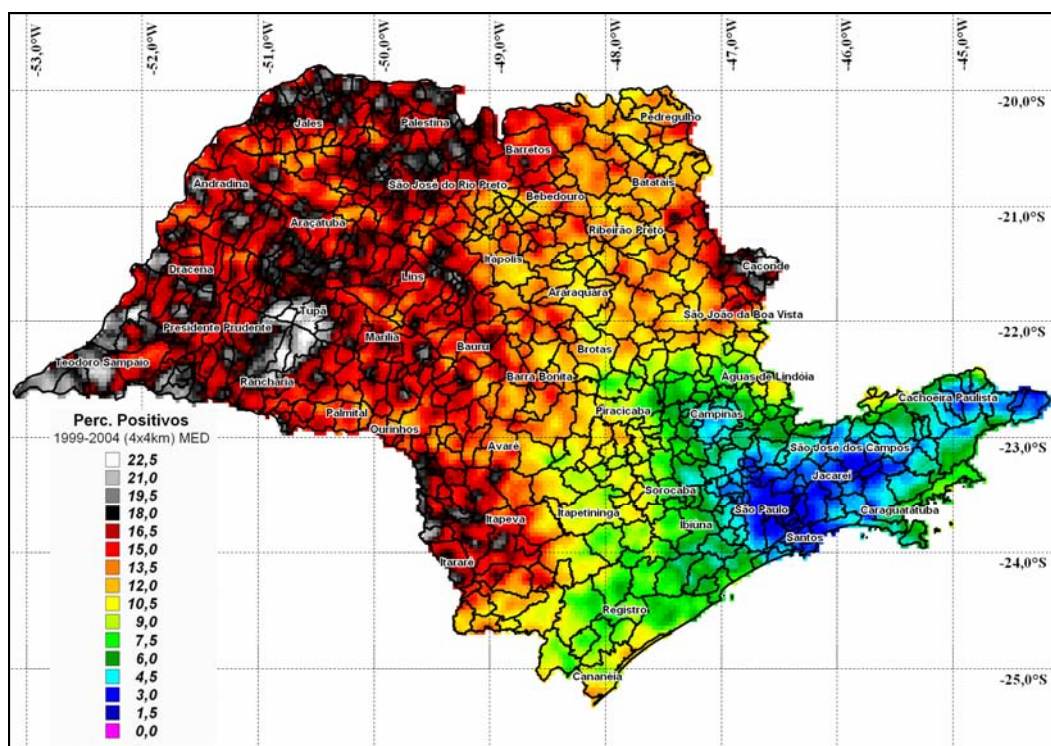 -53,0°W
-52,0°W
-51,0°W
-50,0°W
-49,0°W
-48,0°W
-47,0°W
-46,0°W
-45,0°W
-20,0°S
Pedregulho
Jales
Palestina
Barretos
Andradina
São José do Rio Preto
Batatais
Bebedouro
-21,0°S
Araçatuba
Ribeirão Preto
Itápolis
Caconde
Dracena
Lins
Araraquara
Tupã
São João da Boa Vista
-22,0°S
Presidente Prudente
Marília
Bauru
Brotas
Teodoro Sampaio
Rancharia
Barra Bonita
Águas de Lindóia
Cachoeira Paulista
Palmital
Piracicaba
Campinas
Ourinhos
Avaré
São José dos Campos
-23,0°S
Jacareí
Sorocaba
Itapeva
Itapetininga
Ibiuna
São Paulo
Caraguatatuba
Santos
Itararé
-24,0°S
Registro
Cananéia
-25,0°S
Perc. Positivos
1999-2004 (4x4km) MED
22,5
21,0
19,5
18,0
16,5
15,0
13,5
12,0
10,5
9,0
7,5
6,0
4,5
3,0
1,5
0,0